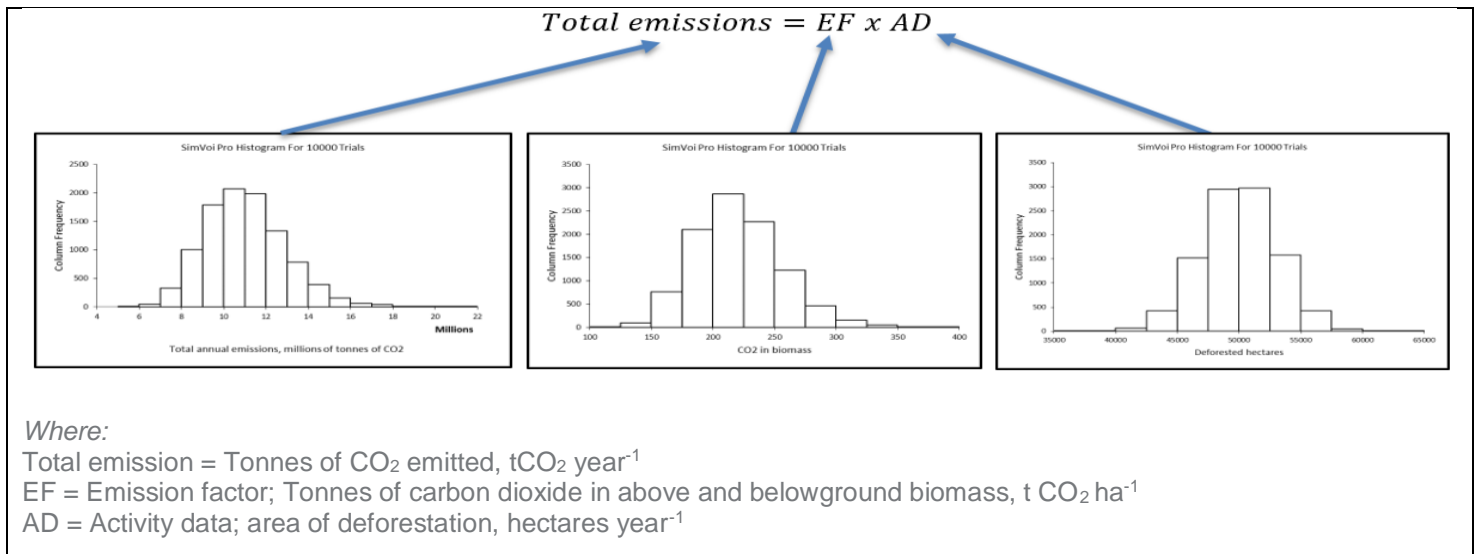 Total emissions = EF x AD
SimVoi Pro Histogram For 10000 Trials
Column Frequency
2500
2000
1500
1000
500
0
4 6 8 10 12 14 16 18 20 22
Millions
Total annual emissions, millions of tonnes of CO2
SimVoi Pro Histogram For 10000 Trials
Column Frequency
3500
3000
2500
2000
1500
1000
500
0
100 150 200 250 300 350 400
CO2 in biomass
SimVoi Pro Histogram For 10000 Trials
Column Frequency
3500
3000
2500
2000
1500
1000
500
0
35000 40000 45000 50000 55000 60000 65000
Deforested hectares
Where:
Total emission = Tonnes of CO₂ emitted, tCO₂ year⁻¹
EF = Emission factor; Tonnes of carbon dioxide in above and belowground biomass, t CO₂ ha⁻¹
AD = Activity data; area of deforestation, hectares year⁻¹